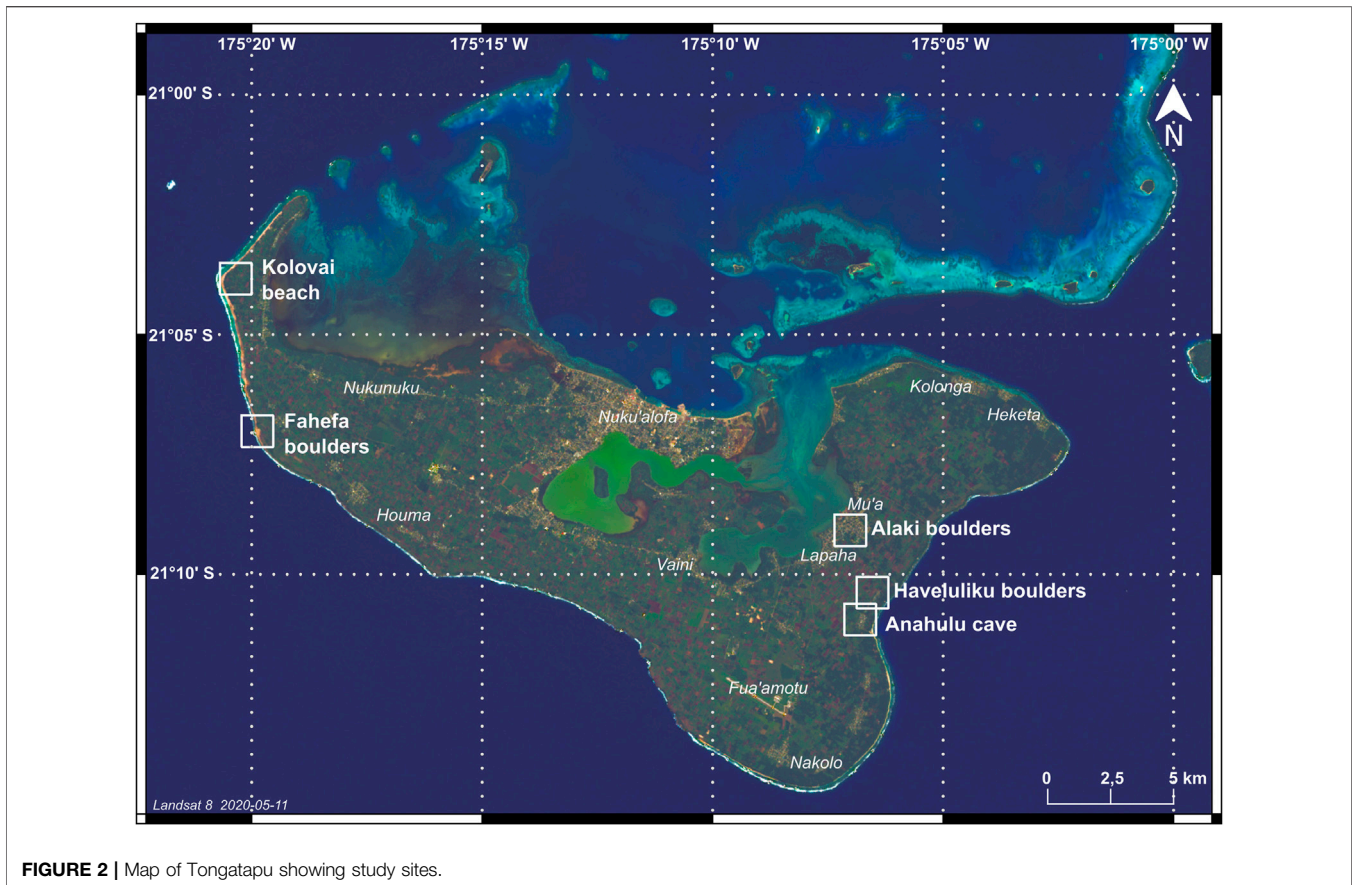 175°20' W
175°15' W
175°10' W
175°05' W
175°00' W
21°00' S
N
Kolovai
beach
21°05' S
Nukunuku
Kolonga
Heketa
Nuku'alofa
Fahefa
boulders
Houma
Mu'a
Alaki boulders
Lapaha
Vaini
21°10' S
Haveluliku boulders
Anahulu cave
Fua'amotu
Nakolo
0 2,5 5 km
Landsat 8 2020-05-11
FIGURE 2 | Map of Tongatapu showing study sites.